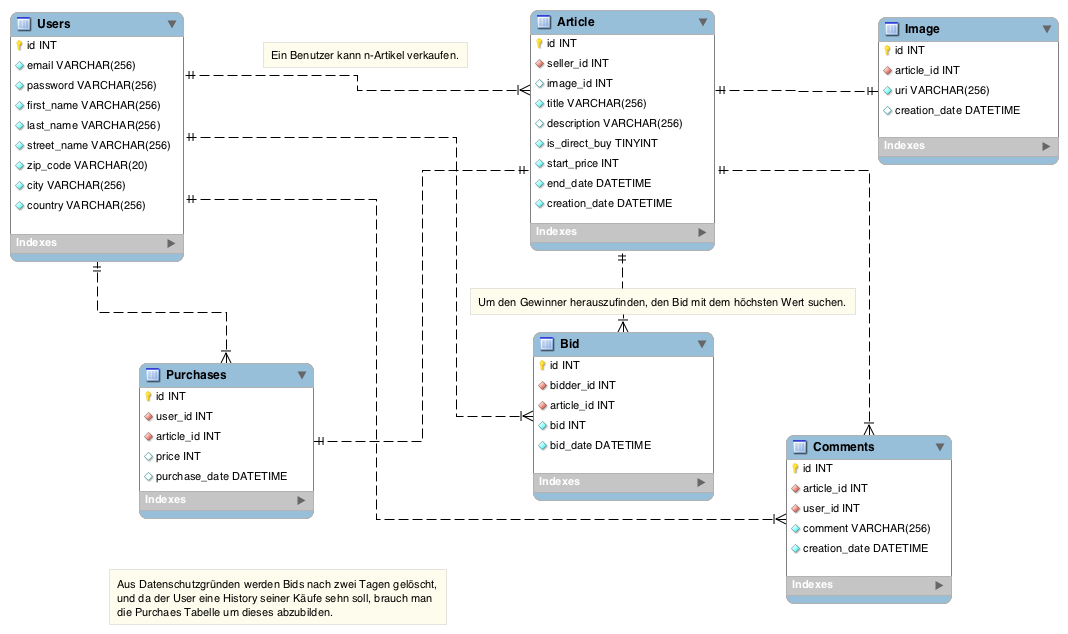 Users
id INT
email VARCHAR(256)
password VARCHAR(256)
first_name VARCHAR(256)
last_name VARCHAR(256)
street_name VARCHAR(256)
zip_code VARCHAR(20)
city VARCHAR(256)
country VARCHAR(256)
Indexes
Ein Benutzer kann n-Artikel verkaufen.
Article
id INT
seller_id INT
image_id INT
title VARCHAR(256)
description VARCHAR(256)
is_direct_buy TINYINT
start_price INT
end_date DATETIME
creation_date DATETIME
Indexes
Image
id INT
article_id INT
uri VARCHAR(256)
creation_date DATETIME
Indexes
Um den Gewinner herauszufinden, den Bid mit dem höchsten Wert suchen.
Purchases
id INT
user_id INT
article_id INT
price INT
purchase_date DATETIME
Indexes
Bid
id INT
bidder_id INT
article_id INT
bid INT
bid_date DATETIME
Indexes
Comments
id INT
article_id INT
user_id INT
comment VARCHAR(256)
creation_date DATETIME
Indexes
Aus Datenschutzgründen werden Bids nach zwei Tagen gelöscht,
und da der User eine History seiner Käufe sehn soll, brauch man
die Purchaes Tabelle um dieses abzubilden.